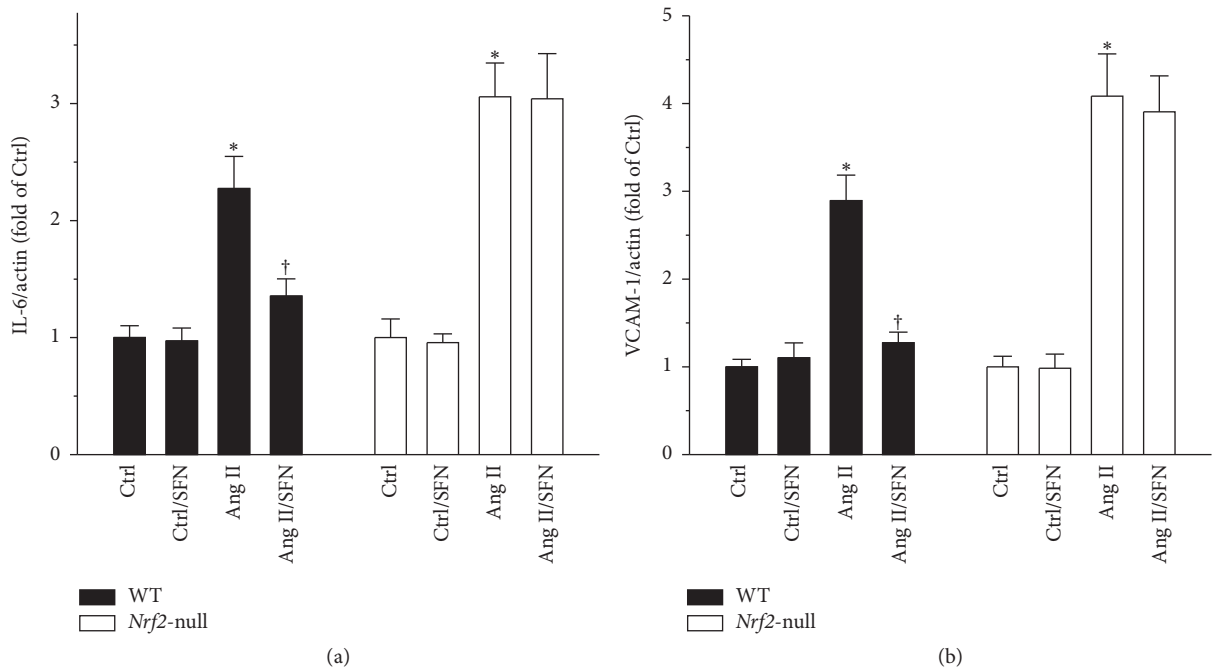 IL-6/actin (fold of Ctrl)
3
2
1
0
*
†
*
Ctrl
Ctrl/SFN
Ang II
Ang II/SFN
Ctrl
Ctrl/SFN
Ang II
Ang II/SFN
WT
Nrf2-null
(a)
VCAM-1/actin (fold of Ctrl)
5
4
3
2
1
0
*
†
*
Ctrl
Ctrl/SFN
Ang II
Ang II/SFN
Ctrl
Ctrl/SFN
Ang II
Ang II/SFN
WT
Nrf2-null
(b)